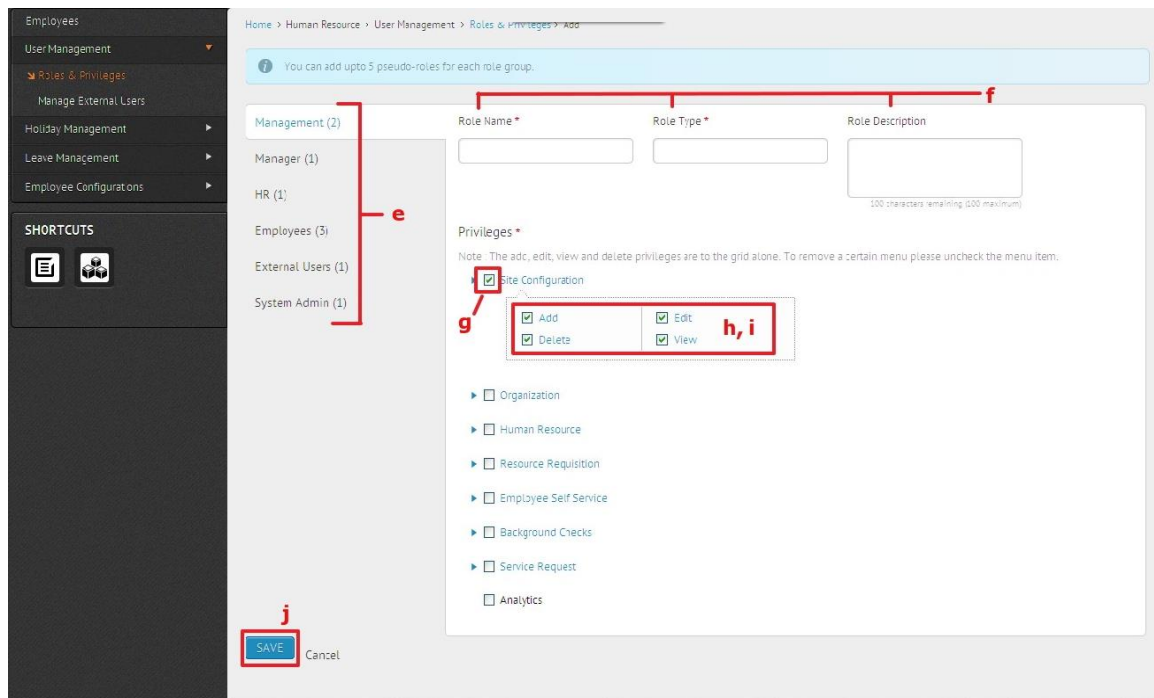 Employees
User Management
Roles & Privileges
Manage External Users
Holiday Management
Leave Management
Employee Configurations
SHORTCUTS
Home > Human Resource > User Management > Roles & Privileges > Add
You can add upto 5 pseudo-roles for each role group.
f
Management (2)
Manager (1)
HR (1)
Employees (3)
External Users (1)
System Admin (1)
e
Role Name * Role Type * Role Description
100 characters remaining (100 maximum)
Privileges *
Note : The add, edit, view and delete privileges are to the grid alone. To remove a certain menu please uncheck the menu item.
Site Configuration
g
Add Edit
Delete View
h, i
Organization
Human Resource
Resource Requisition
Employee Self Service
Background Checks
Service Request
Analytics
j
SAVE Cancel